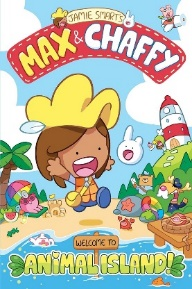 JAMIE SMART'S
MAX & CHAFFY
WELCOME TO
ANIMAL ISLAND!